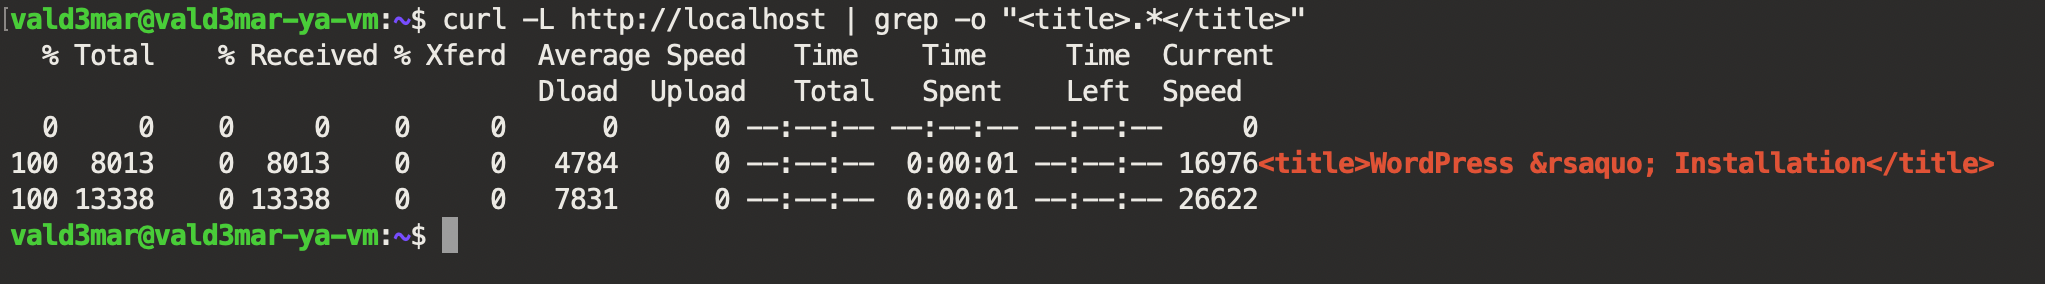 [vald3mar@vald3mar-ya-vm:~$ curl -L http://localhost | grep -o "<title>.*</title>"
  % Total    % Received % Xferd  Average Speed   Time    Time     Time  Current
                                 Dload  Upload   Total   Spent    Left  Speed
  0     0    0     0    0     0      0      0 --:--:-- --:--:-- --:--:--     0
100  8013    0  8013    0     0   4784      0 --:--:--  0:00:01 --:--:-- 16976<title>WordPress &rsaquo; Installation</title>
100 13338    0 13338    0     0   7831      0 --:--:--  0:00:01 --:--:-- 26622
vald3mar@vald3mar-ya-vm:~$